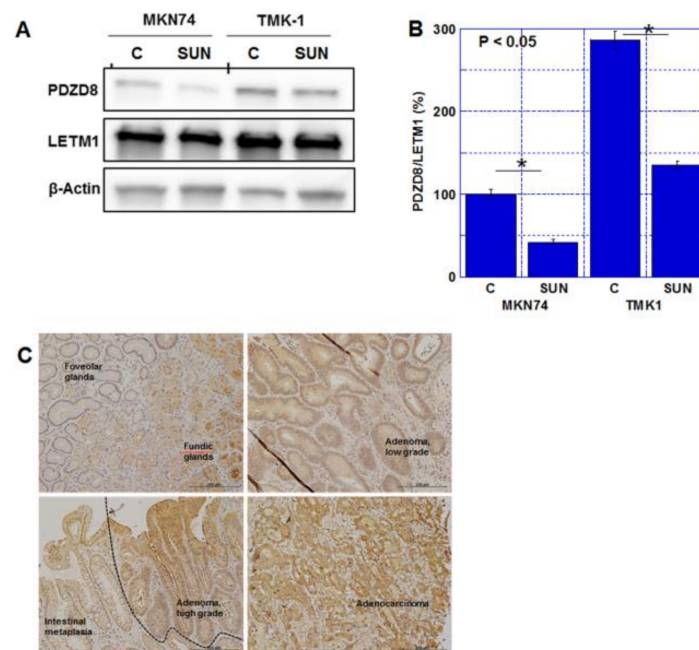 A
MKN74 TMK-1
C SUN C SUN
PDZD8
LETM1
β-Actin
B
P < 0.05
*
*
PDZD8/LETM1 (%)
300
200
100
0
C SUN C SUN
MKN74 TMK1
C
Foveolar
glands
Fundic
glands
Adenoma,
low grade
Intestinal
metaplasia
Adenoma,
high grade
Adenocarcinoma